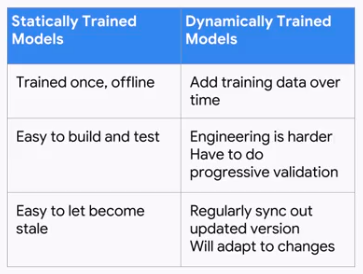 Statically Trained
Models
Dynamically Trained
Models
Trained once, offline
Add training data over
time
Easy to build and test
Engineering is harder
Have to do
progressive validation
Easy to let become
stale
Regularly sync out
updated version
Will adapt to changes